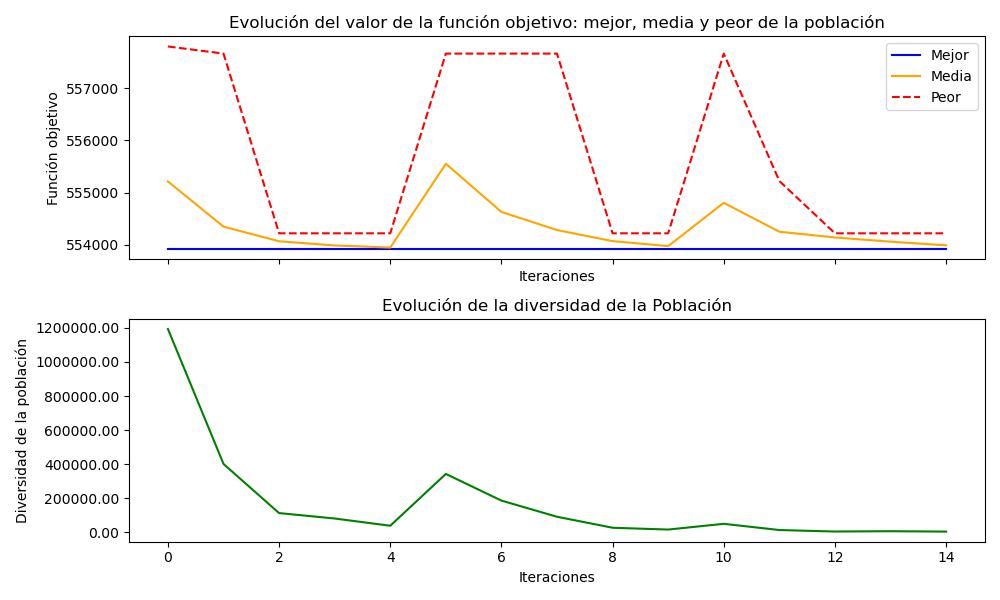 Evolución del valor de la función objetivo: mejor, media y peor de la población
Función objetivo
557000
556000
555000
554000
Mejor
Media
Peor
Iteraciones
Evolución de la diversidad de la Población
Diversidad de la población
1200000.00
1000000.00
800000.00
600000.00
400000.00
200000.00
0.00
0 2 4 6 8 10 12 14
Iteraciones